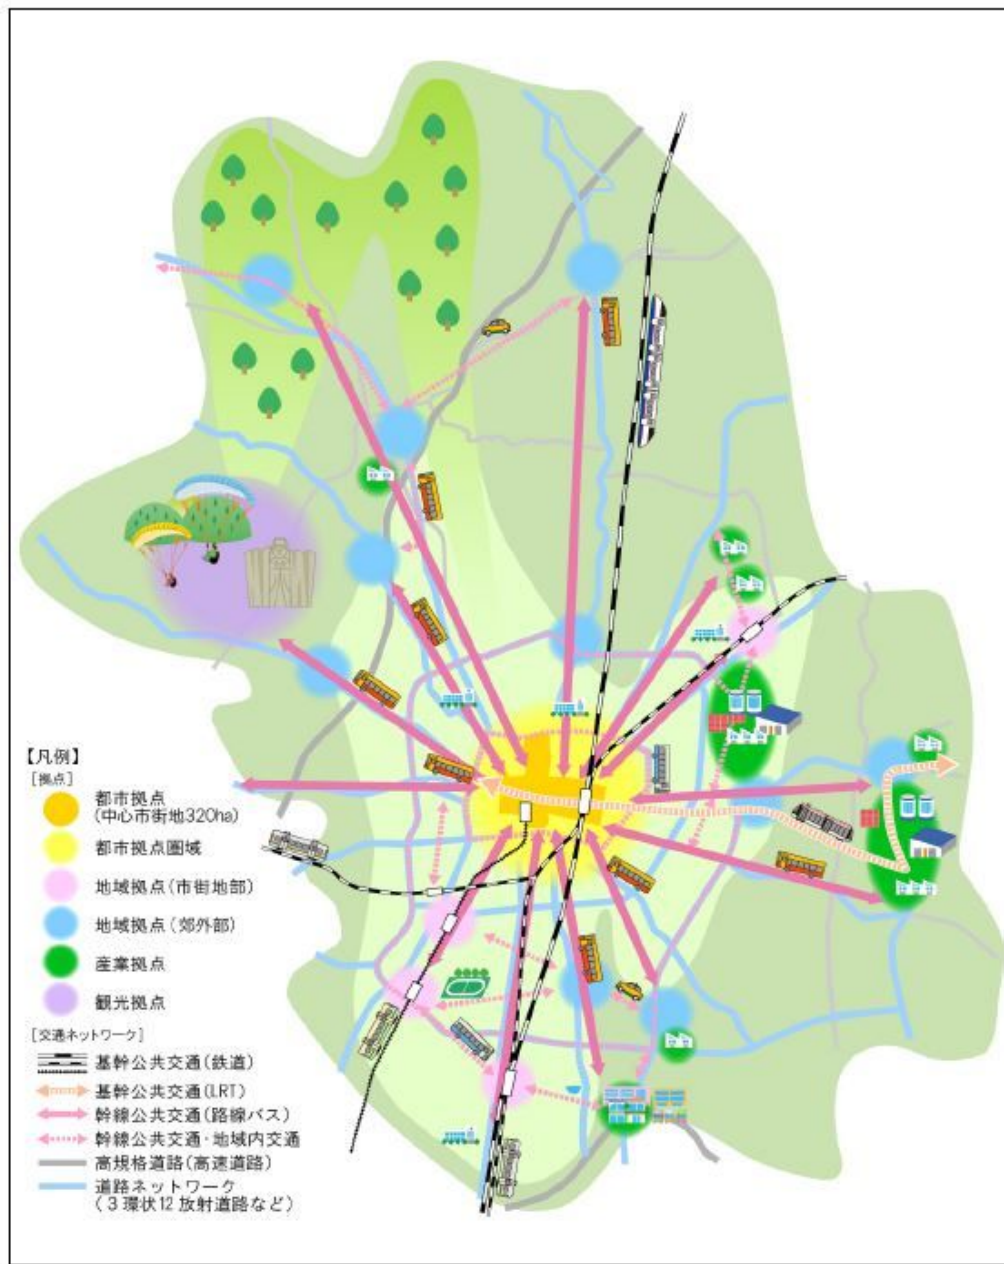 【凡例】
[拠点]
都市拠点
(中心市街地320ha)
都市拠点圏域
地域拠点(市街地部)
地域拠点(郊外部)
産業拠点
観光拠点
[交通ネットワーク]
基幹公共交通(鉄道)
基幹公共交通(LRT)
幹線公共交通(路線バス)
幹線公共交通・地域内交通
高規格道路(高速道路)
道路ネットワーク
(3環状12放射道路など)